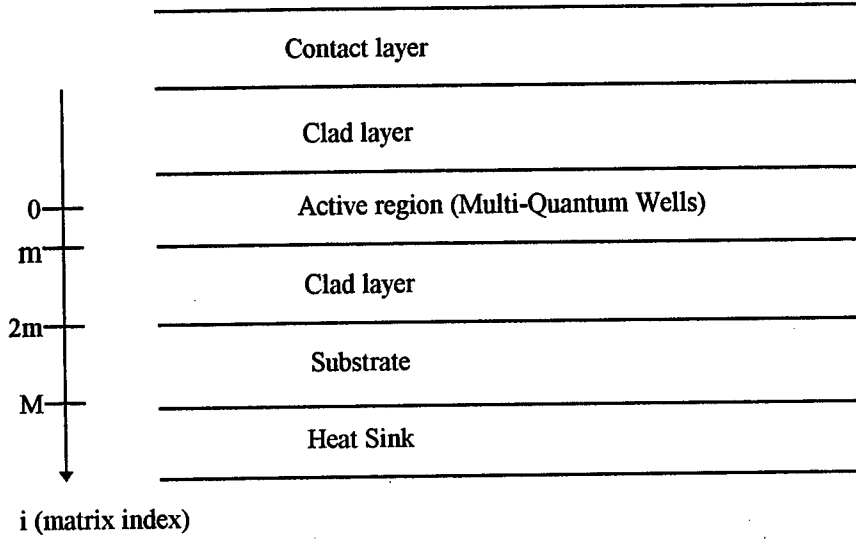 Contact layer
Clad layer
0
Active region (Multi-Quantum Wells)
m
Clad layer
2m
Substrate
M
Heat Sink
i (matrix index)